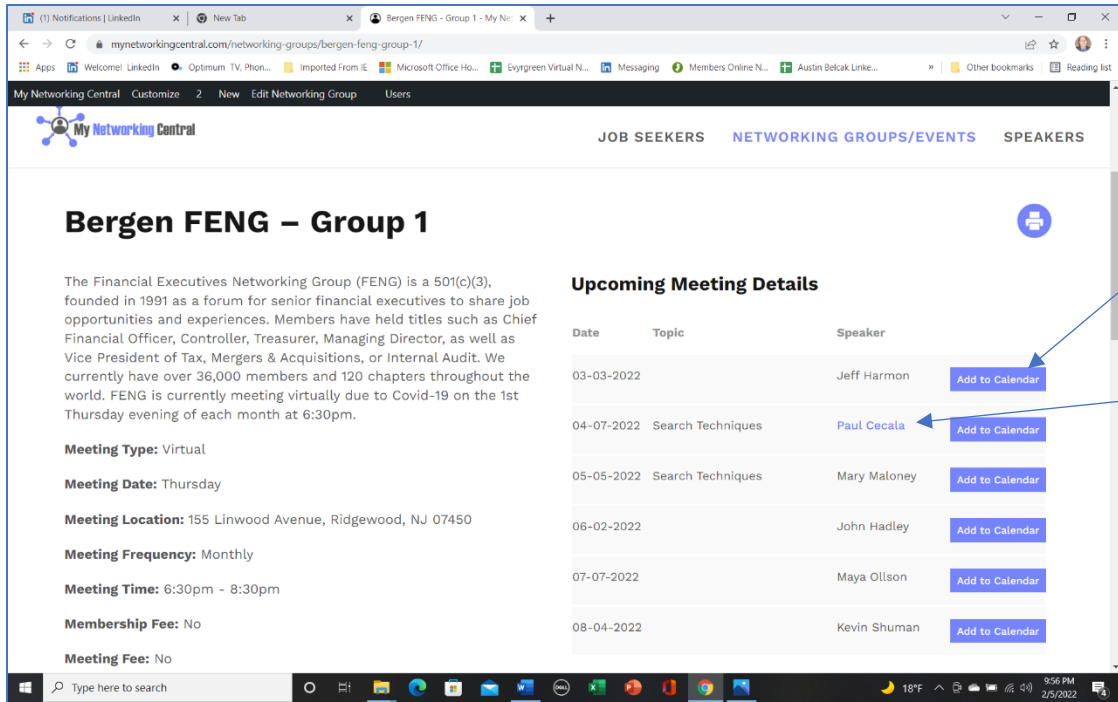 (1) Notifications | LinkedIn
New Tab
Bergen FENG - Group 1 - My Net
mynetworkingcentral.com/networking-groups/bergen-feng-group-1/
Apps Welcome! LinkedIn Optimum TV, Phon... Imported From IE Microsoft Office Ho... Evyrgreen Virtual N... Messaging Members Online N... Austin Belcak Linke... » Other bookmarks Reading list
My Networking Central Customize 2 New Edit Networking Group Users
My Networking Central
JOB SEEKERS NETWORKING GROUPS/EVENTS SPEAKERS
Bergen FENG – Group 1
The Financial Executives Networking Group (FENG) is a 501(c)(3),
founded in 1991 as a forum for senior financial executives to share job
opportunities and experiences. Members have held titles such as Chief
Financial Officer, Controller, Treasurer, Managing Director, as well as
Vice President of Tax, Mergers & Acquisitions, or Internal Audit. We
currently have over 36,000 members and 120 chapters throughout the
world. FENG is currently meeting virtually due to Covid-19 on the 1st
Thursday evening of each month at 6:30pm.
Meeting Type: Virtual
Meeting Date: Thursday
Meeting Location: 155 Linwood Avenue, Ridgewood, NJ 07450
Meeting Frequency: Monthly
Meeting Time: 6:30pm - 8:30pm
Membership Fee: No
Meeting Fee: No
Upcoming Meeting Details
Date Topic Speaker
03-03-2022 Jeff Harmon Add to Calendar
04-07-2022 Search Techniques Paul Cecala Add to Calendar
05-05-2022 Search Techniques Mary Maloney Add to Calendar
06-02-2022 John Hadley Add to Calendar
07-07-2022 Maya Ollson Add to Calendar
08-04-2022 Kevin Shuman Add to Calendar
Type here to search
18°F
9:56 PM
2/5/2022